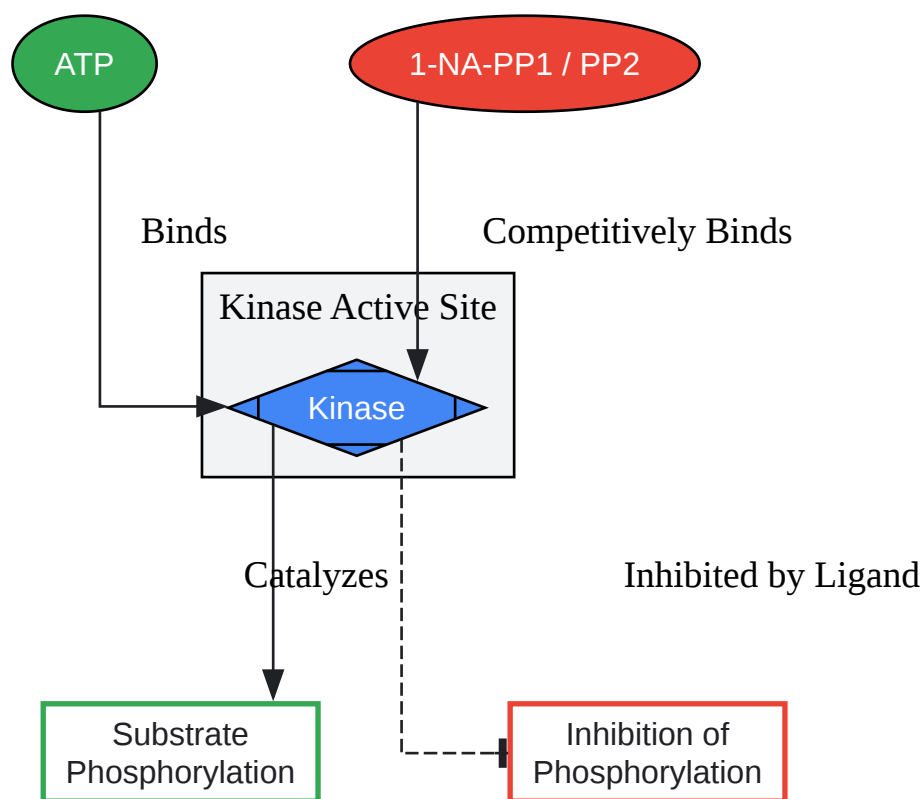 ATP
1-NA-PP1 / PP2
Binds
Competitively Binds
Kinase Active Site
Kinase
Catalyzes
Inhibited by Ligand
Substrate
Phosphorylation
Inhibition of
Phosphorylation